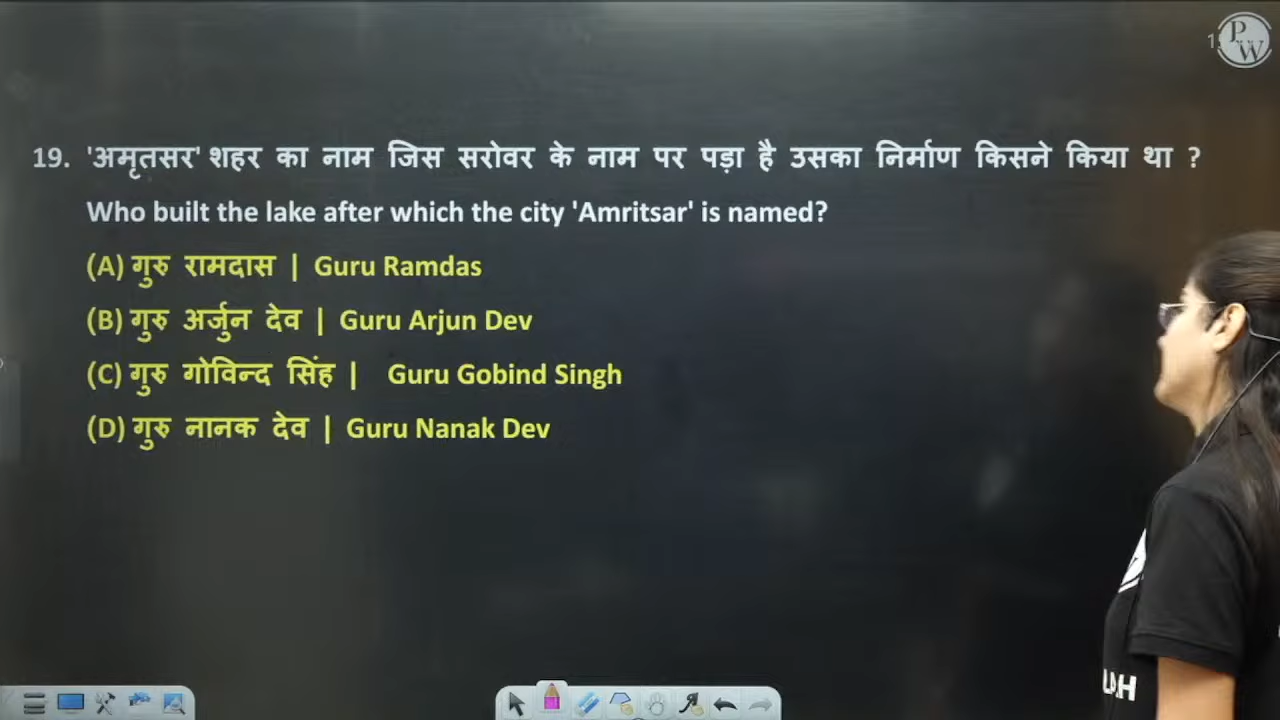 PW
19. 'अमृतसर' शहर का नाम जिस सरोवर के नाम पर पड़ा है उसका निर्माण किसने किया था ?
Who built the lake after which the city 'Amritsar' is named?
(A) गुरु रामदास | Guru Ramdas
(B) गुरु अर्जुन देव | Guru Arjun Dev
(C) गुरु गोविन्द सिंह | Guru Gobind Singh
(D) गुरु नानक देव | Guru Nanak Dev